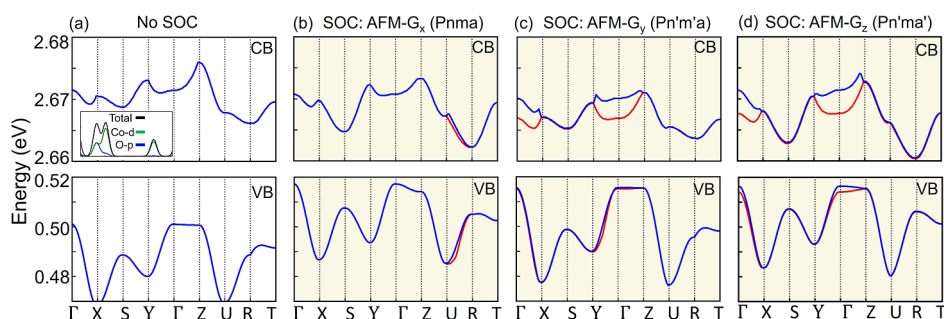 (a) No SOC
(b) SOC: AFM-Gx (Pnma)
(c) SOC: AFM-Gy (Pn'm'a)
(d) SOC: AFM-Gz (Pn'ma')
Energy (eV)
2.68
2.67
2.66
CB
CB
CB
CB
Total
Co-d
O-p
0.52
0.50
0.48
VB
VB
VB
VB
Γ X S Y Γ Z U R T
Γ X S Y Γ Z U R T
Γ X S Y Γ Z U R T
Γ X S Y Γ Z U R T